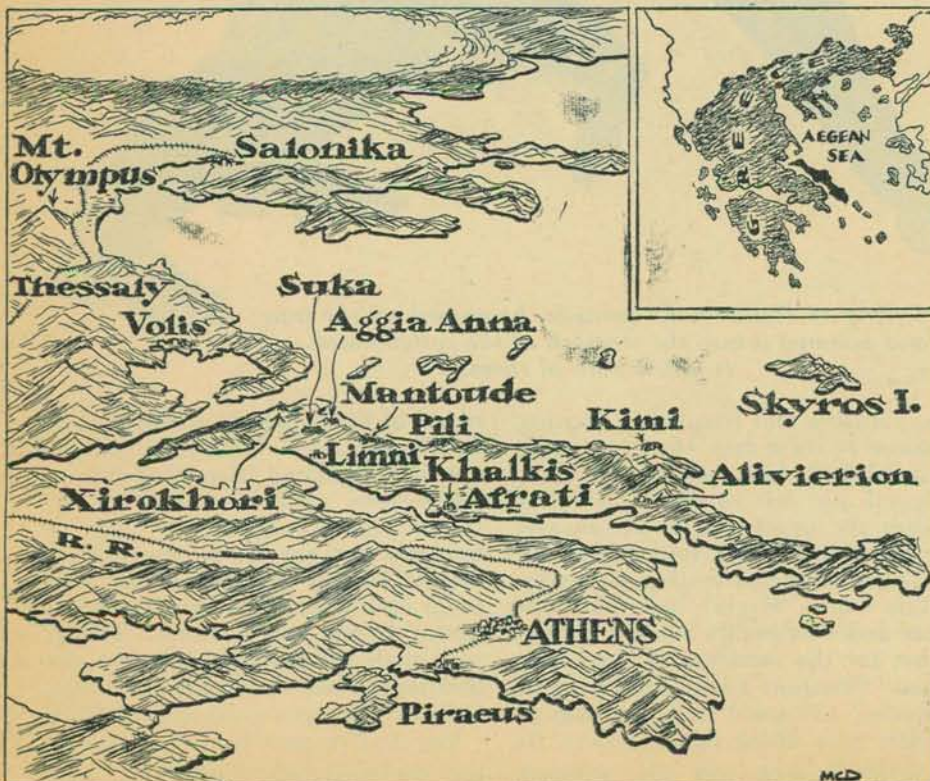 Mt.
Olympus
Salonika
GREECE
AEGEAN
SEA
Thessaly
Volis
Suka
Aggia Anna
Mantoude
Pili
Kimi
Skyros I.
Limni
Khalkis
Afrati
Alivierion
Xirokhori
R. R.
ATHENS
Piraeus
MCD